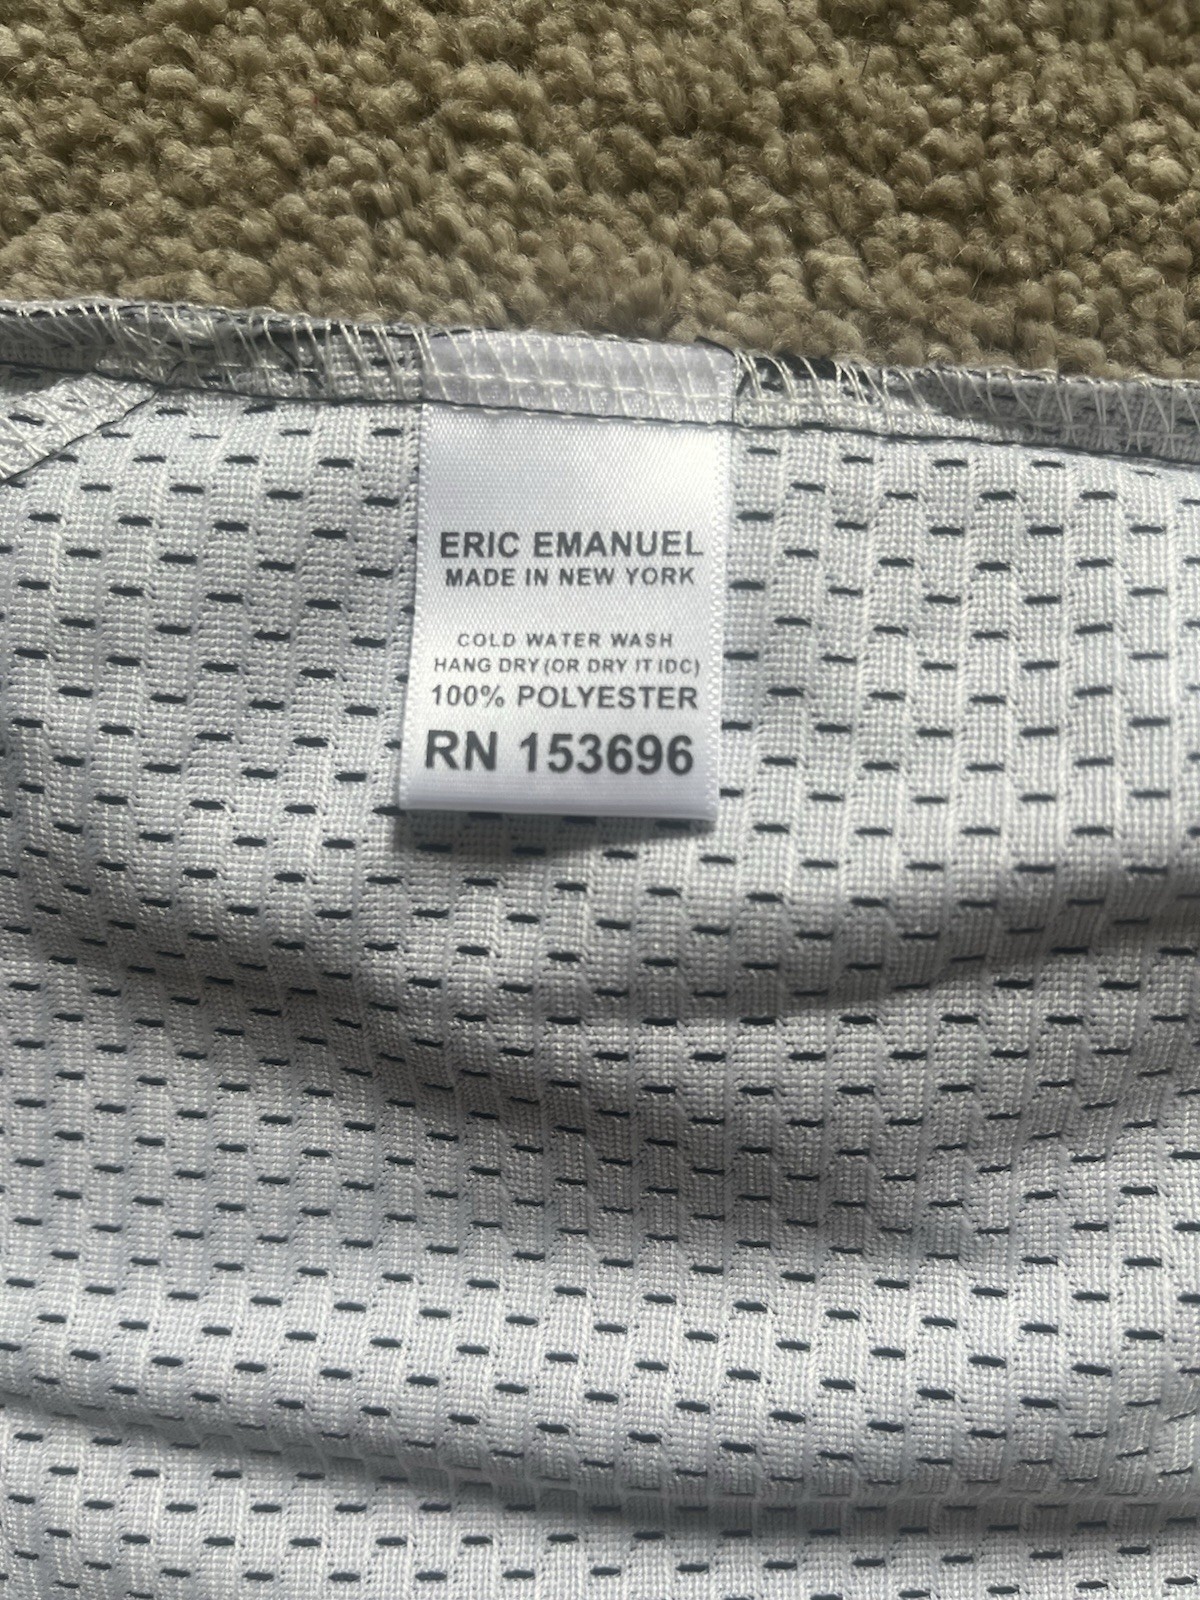 ERIC EMANUEL
MADE IN NEW YORK
COLD WATER WASH
HANG DRY (OR DRY IT IDC)
100% POLYESTER
RN 153696